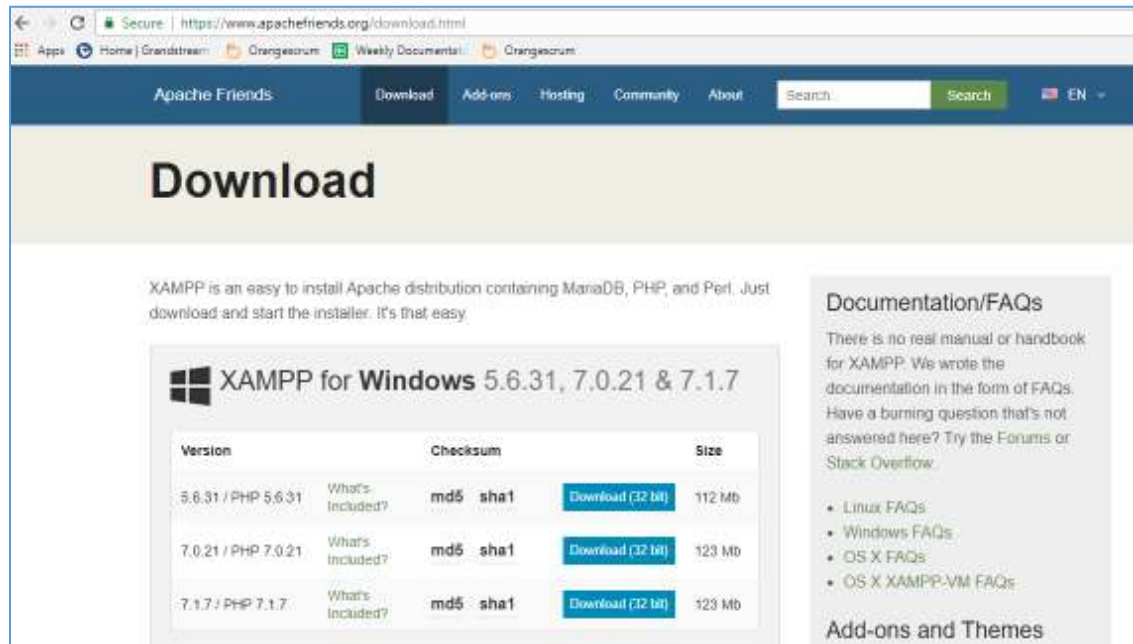 Secure | https://www.apachefriends.org/download.html
Apps Home | Grandstream Orangescrum Weekly Documentat Orangescrum
Apache Friends Download Add-ons Hosting Community About Search... Search EN
Download
XAMPP is an easy to install Apache distribution containing MariaDB, PHP, and Perl. Just
download and start the installer. It's that easy.
XAMPP for Windows 5.6.31, 7.0.21 & 7.1.7
Version Checksum Size
5.6.31 / PHP 5.6.31 What's Included? md5 sha1 Download (32 bit) 112 Mb
7.0.21 / PHP 7.0.21 What's Included? md5 sha1 Download (32 bit) 123 Mb
7.1.7 / PHP 7.1.7 What's Included? md5 sha1 Download (32 bit) 123 Mb
Documentation/FAQs
There is no real manual or handbook
for XAMPP. We wrote the
documentation in the form of FAQs.
Have a burning question that's not
answered here? Try the Forums or
Stack Overflow.
• Linux FAQs
• Windows FAQs
• OS X FAQs
• OS X XAMPP-VM FAQs
Add-ons and Themes